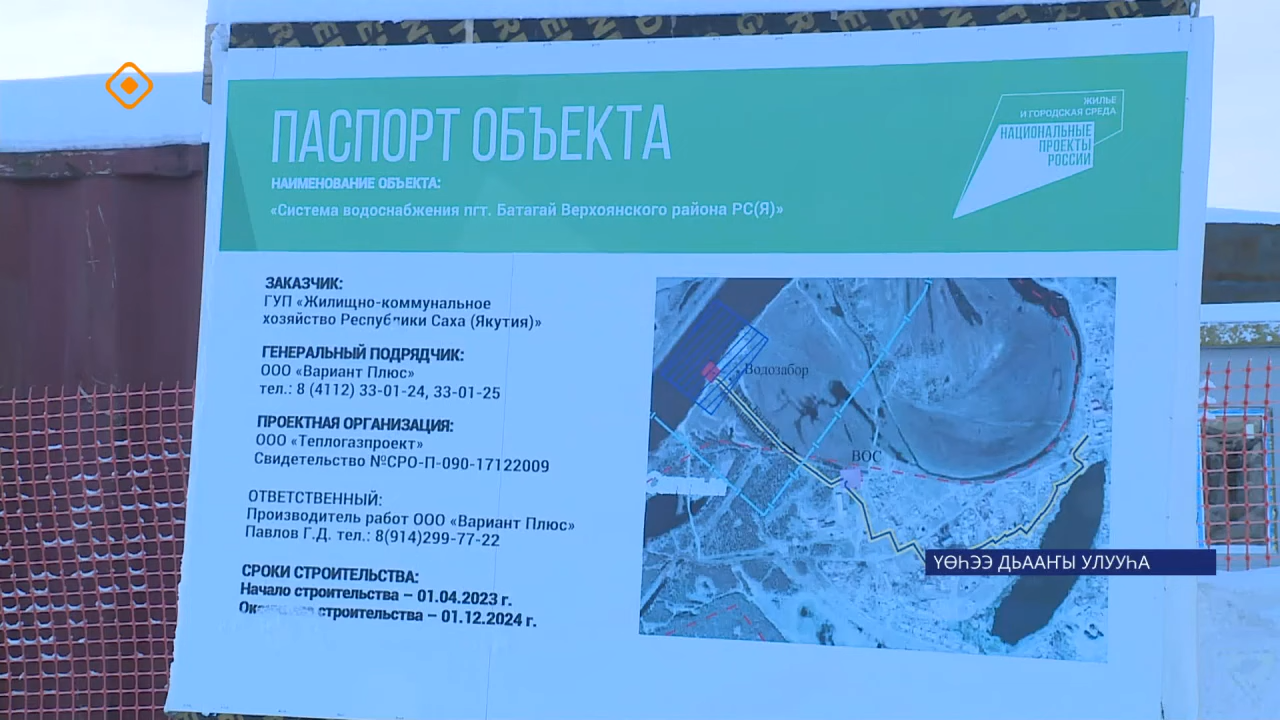 ПАСПОРТ ОБЪЕКТА
НАИМЕНОВАНИЕ ОБЪЕКТА:
«Система водоснабжения пгт. Батагай Верхоянского района РС(Я)»
ЖИЛЬЕ
И ГОРОДСКАЯ СРЕДА
НАЦИОНАЛЬНЫЕ
ПРОЕКТЫ
РОССИИ
ЗАКАЗЧИК:
ГУП «Жилищно-коммунальное
хозяйство Республики Саха (Якутия)»
ГЕНЕРАЛЬНЫЙ ПОДРЯДЧИК:
ООО «Вариант Плюс»
тел.: 8 (4112) 33-01-24, 33-01-25
ПРОЕКТНАЯ ОРГАНИЗАЦИЯ:
ООО «Теплогазпроект»
Свидетельство №СРО-П-090-17122009
ОТВЕТСТВЕННЫЙ:
Производитель работ ООО «Вариант Плюс»
Павлов Г.Д. тел.: 8(914)299-77-22
СРОКИ СТРОИТЕЛЬСТВА:
Начало строительства – 01.04.2023 г.
строительства – 01.12.2024 г.
Водозабор
ВОС
ҮӨҺЭЭ ДЬААҤЫ УЛУУҺА